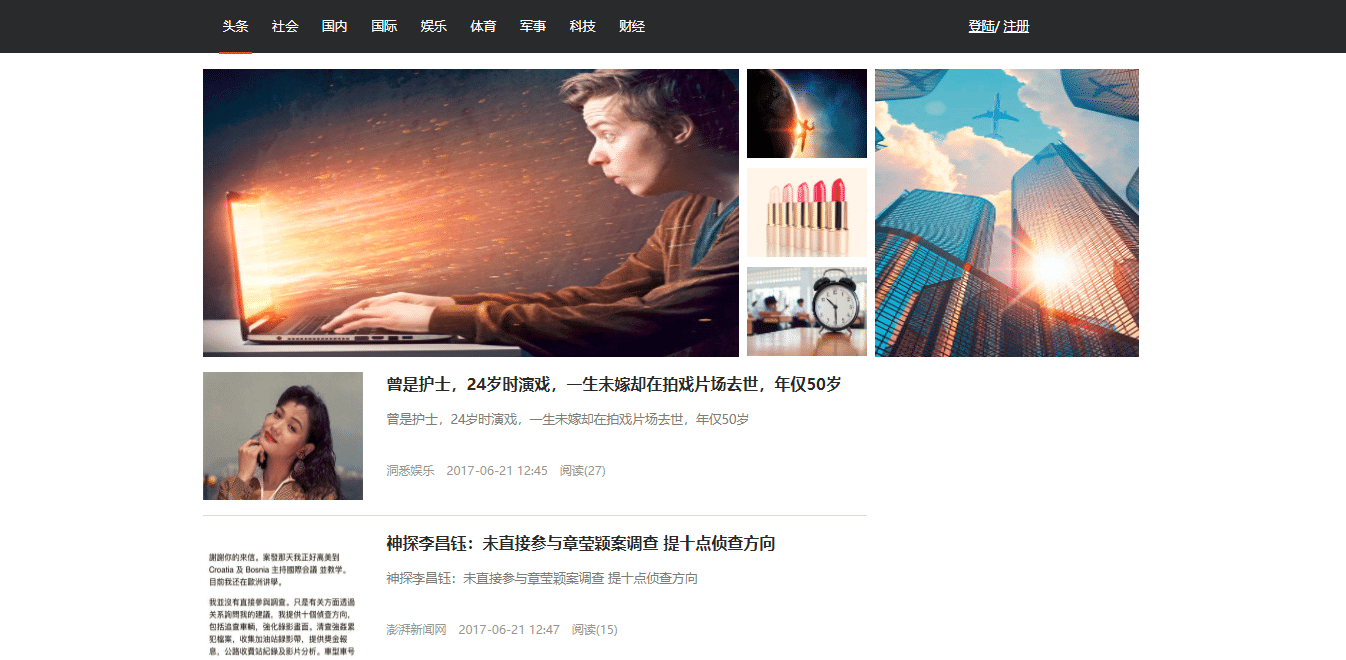 头条 社会 国内 国际 娱乐 体育 军事 科技 财经 登陆/ 注册
曾是护士，24岁时演戏，一生未嫁却在拍戏片场去世，年仅50岁
曾是护士，24岁时演戏，一生未嫁却在拍戏片场去世，年仅50岁
洞悉娱乐 2017-06-21 12:45 阅读(27)
神探李昌钰：未直接参与章莹颖案调查 提十点侦查方向
神探李昌钰：未直接参与章莹颖案调查 提十点侦查方向
澎湃新闻网 2017-06-21 12:47 阅读(15)
謝謝你的來信。案發那天我正好離美到
Croatia 及 Bosnia 主持國際會議 並教学。
目前我还在歐洲讲學。
我並沒有直接參與調查。只是有关方面透過
关系詢問我的建議，我提供十個偵查方向，
包括追查車輛，強化錄影畫面，清查強姦累
犯檔案，收集加油站錄影帶，提供奬金報
息，公路收費站紀錄及影片分析。車型車号